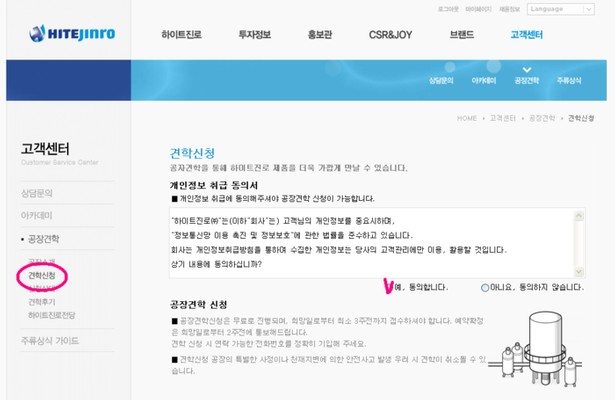 로그아웃 마이페이지 채용정보 Language
HITEJINRO
하이트진로 투자정보 홍보관 CSR&JOY 브랜드 고객센터
상담문의 아카데미 공장견학 주류상식
HOME 고객센터 공장견학 견학신청
고객센터
Customer Service Center
상담문의
아카데미
공장견학
견학신청
견학후기
하이트진로전당
주류상식 가이드
견학신청
공자견학을 통해 하이트진로 제품을 더욱 가깝게 만날 수 있습니다.
개인정보 취급 동의서
■ 개인정보 취급에 동의해주셔야 공장견학 신청이 가능합니다.
"하이트진로㈜"는(이하"회사"는) 고객님의 개인정보를 중요시하며,
"정보통신망 이용 촉진 및 정보보호"에 관한 법률을 준수하고 있습니다.
회사는 개인정보취급방침을 통하여 수집한 개인정보는 당사의 고객관리에만 이용, 활용할 것입니다.
상기 내용에 동의하십니까?
예, 동의합니다. 아니요, 동의하지 않습니다.
공장견학 신청
■ 공장견학신청은 무료로 진행되며, 희망일로부터 최소 3주전까지 접수하셔야 합니다. 예약확정
은 희망일로부터 2주전에 통보해드립니다.
견학 신청 시 연락 가능한 전화번호를 정확히 기입해 주세요.
■ 견학신청 공장의 특별한 사정이나 천재지변에 의한 안전사고 발생 우려 시 견학이 취소될 수 있
습니다.